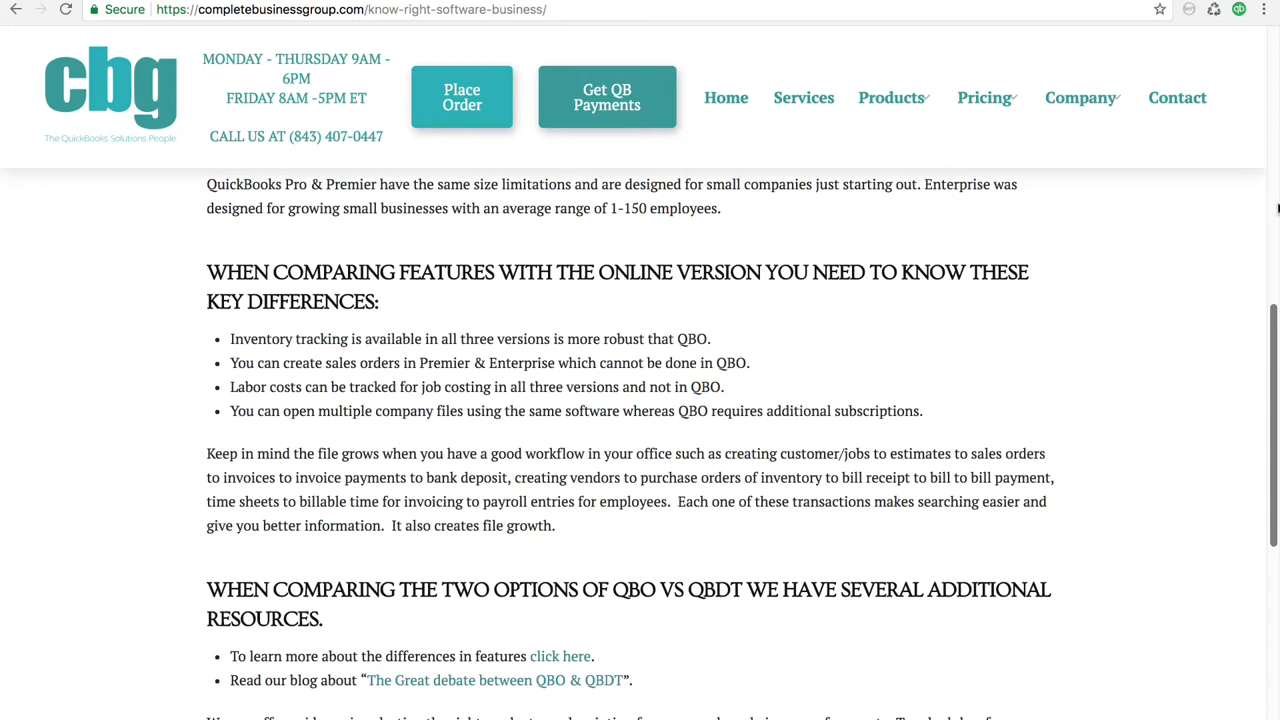 Secure https://completebusinessgroup.com/know-right-software-business/
cbg
The QuickBooks Solutions People
MONDAY - THURSDAY 9AM -
6PM
FRIDAY 8AM -5PM ET
CALL US AT (843) 407-0447
Place
Order
Get QB
Payments
Home Services Products Pricing Company Contact
QuickBooks Pro & Premier have the same size limitations and are designed for small companies just starting out. Enterprise was
designed for growing small businesses with an average range of 1-150 employees.
WHEN COMPARING FEATURES WITH THE ONLINE VERSION YOU NEED TO KNOW THESE
KEY DIFFERENCES:
• Inventory tracking is available in all three versions is more robust that QBO.
• You can create sales orders in Premier & Enterprise which cannot be done in QBO.
• Labor costs can be tracked for job costing in all three versions and not in QBO.
• You can open multiple company files using the same software whereas QBO requires additional subscriptions.
Keep in mind the file grows when you have a good workflow in your office such as creating customer/jobs to estimates to sales orders
to invoices to invoice payments to bank deposit, creating vendors to purchase orders of inventory to bill receipt to bill to bill payment,
time sheets to billable time for invoicing to payroll entries for employees. Each one of these transactions makes searching easier and
give you better information. It also creates file growth.
WHEN COMPARING THE TWO OPTIONS OF QBO VS QBDT WE HAVE SEVERAL ADDITIONAL
RESOURCES.
• To learn more about the differences in features click here.
• Read our blog about “The Great debate between QBO & QBDT”.